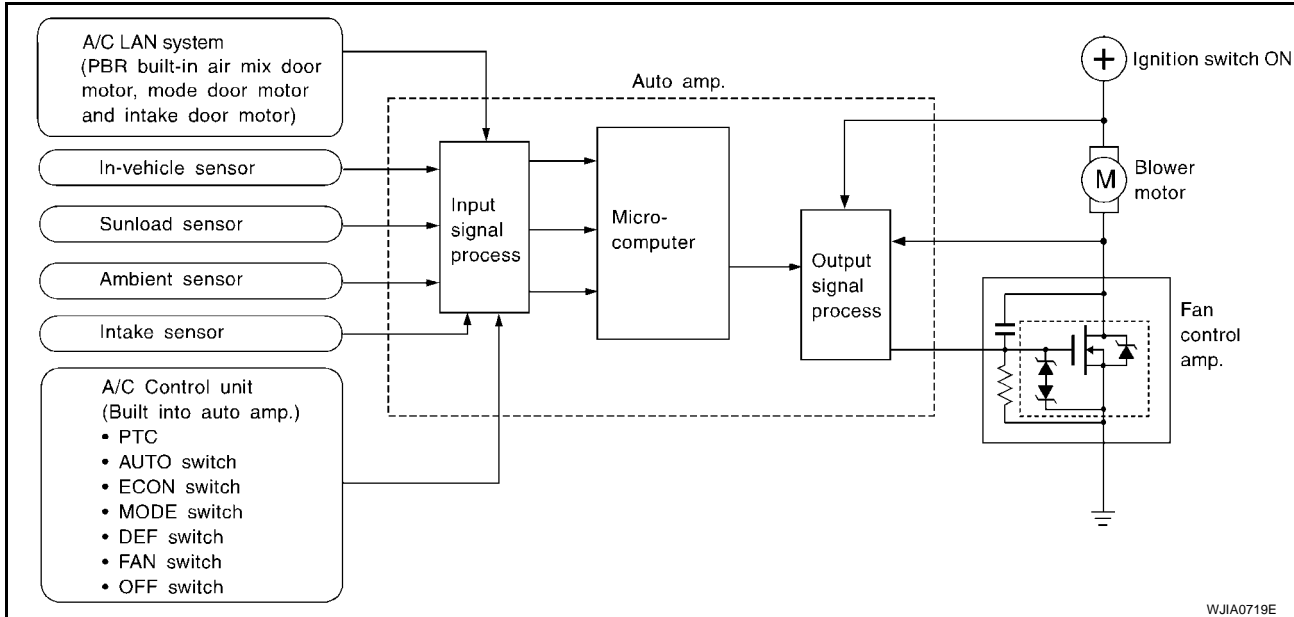 A/C LAN system
(PBR built-in air mix door
motor, mode door motor
and intake door motor)
In-vehicle sensor
Sunload sensor
Ambient sensor
Intake sensor
A/C Control unit
(Built into auto amp.)
• PTC
• AUTO switch
• ECON switch
• MODE switch
• DEF switch
• FAN switch
• OFF switch
Auto amp.
Input
signal
process
Micro-
computer
Output
signal
process
Ignition switch ON
M
Blower
motor
Fan
control
amp.
WJIA0719E